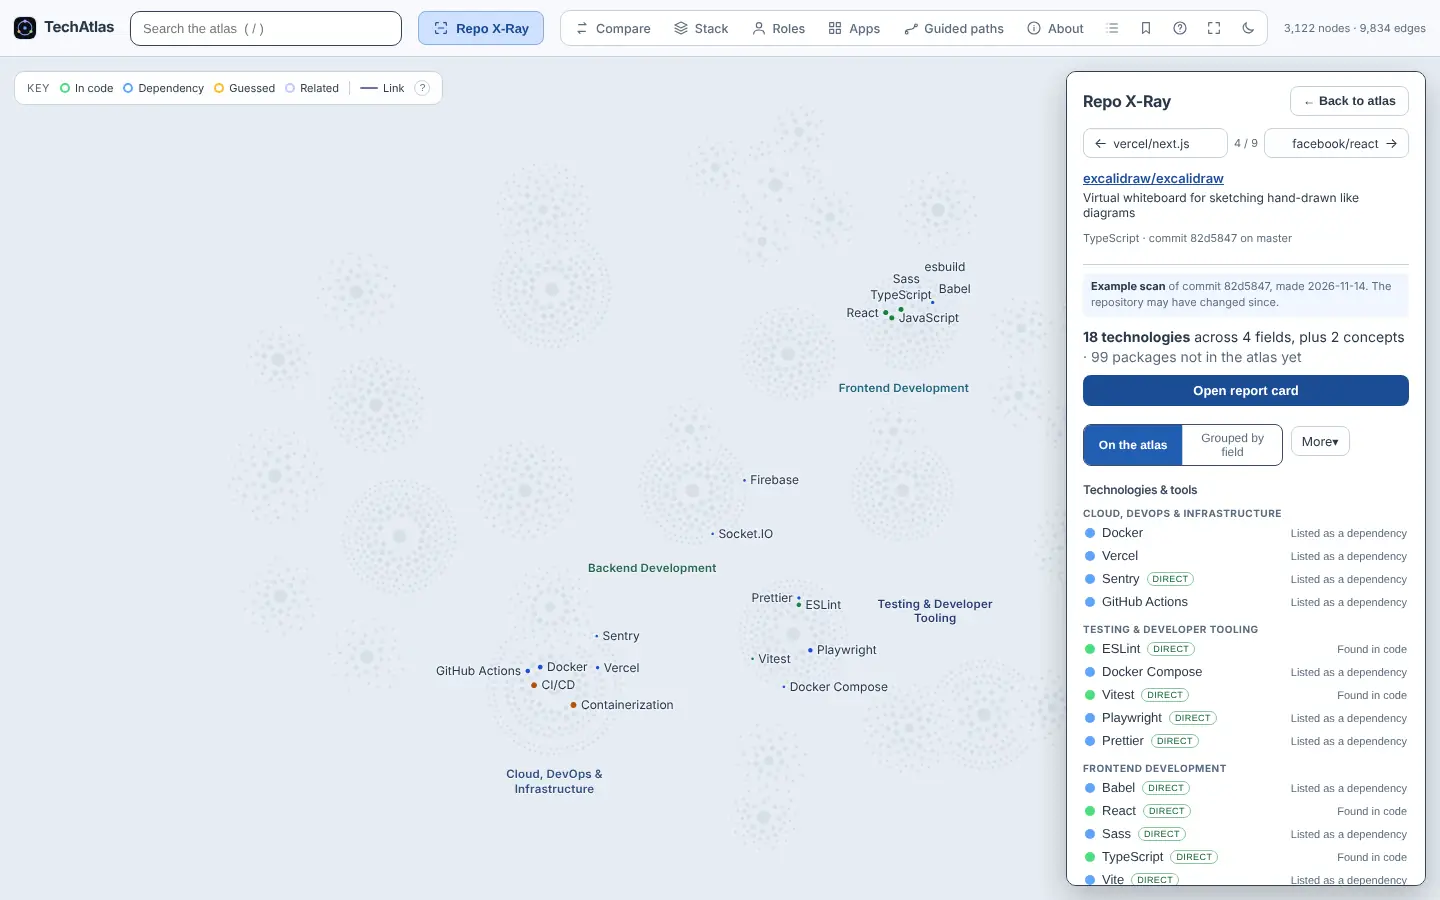 TechAtlas
Search the atlas ( / )
Repo X-Ray
Compare
Stack
Roles
Apps
Guided paths
About
3,122 nodes · 9,834 edges
KEY
In code
Dependency
Guessed
Related
Link
?
esbuild
Sass
Babel
TypeScript
React
JavaScript
Frontend Development
Firebase
Socket.IO
Backend Development
Prettier
ESLint
Testing & Developer
Tooling
Sentry
Playwright
Vitest
GitHub Actions
Docker
Vercel
CI/CD
Docker Compose
Containerization
Cloud, DevOps &
Infrastructure
Repo X-Ray
← Back to atlas
← vercel/next.js
4 / 9
facebook/react →
excalidraw/excalidraw
Virtual whiteboard for sketching hand-drawn like
diagrams
TypeScript · commit 82d5847 on master
Example scan of commit 82d5847, made 2026-11-14. The
repository may have changed since.
18 technologies across 4 fields, plus 2 concepts
· 99 packages not in the atlas yet
Open report card
On the atlas
Grouped by
field
More▾
Technologies & tools
CLOUD, DEVOPS & INFRASTRUCTURE
Docker Listed as a dependency
Vercel Listed as a dependency
Sentry DIRECT Listed as a dependency
GitHub Actions Listed as a dependency
TESTING & DEVELOPER TOOLING
ESLint DIRECT Found in code
Docker Compose Listed as a dependency
Vitest DIRECT Found in code
Playwright DIRECT Listed as a dependency
Prettier DIRECT Listed as a dependency
FRONTEND DEVELOPMENT
Babel DIRECT Listed as a dependency
React DIRECT Found in code
Sass DIRECT Listed as a dependency
TypeScript DIRECT Found in code
Vite DIRECT Listed as a dependency